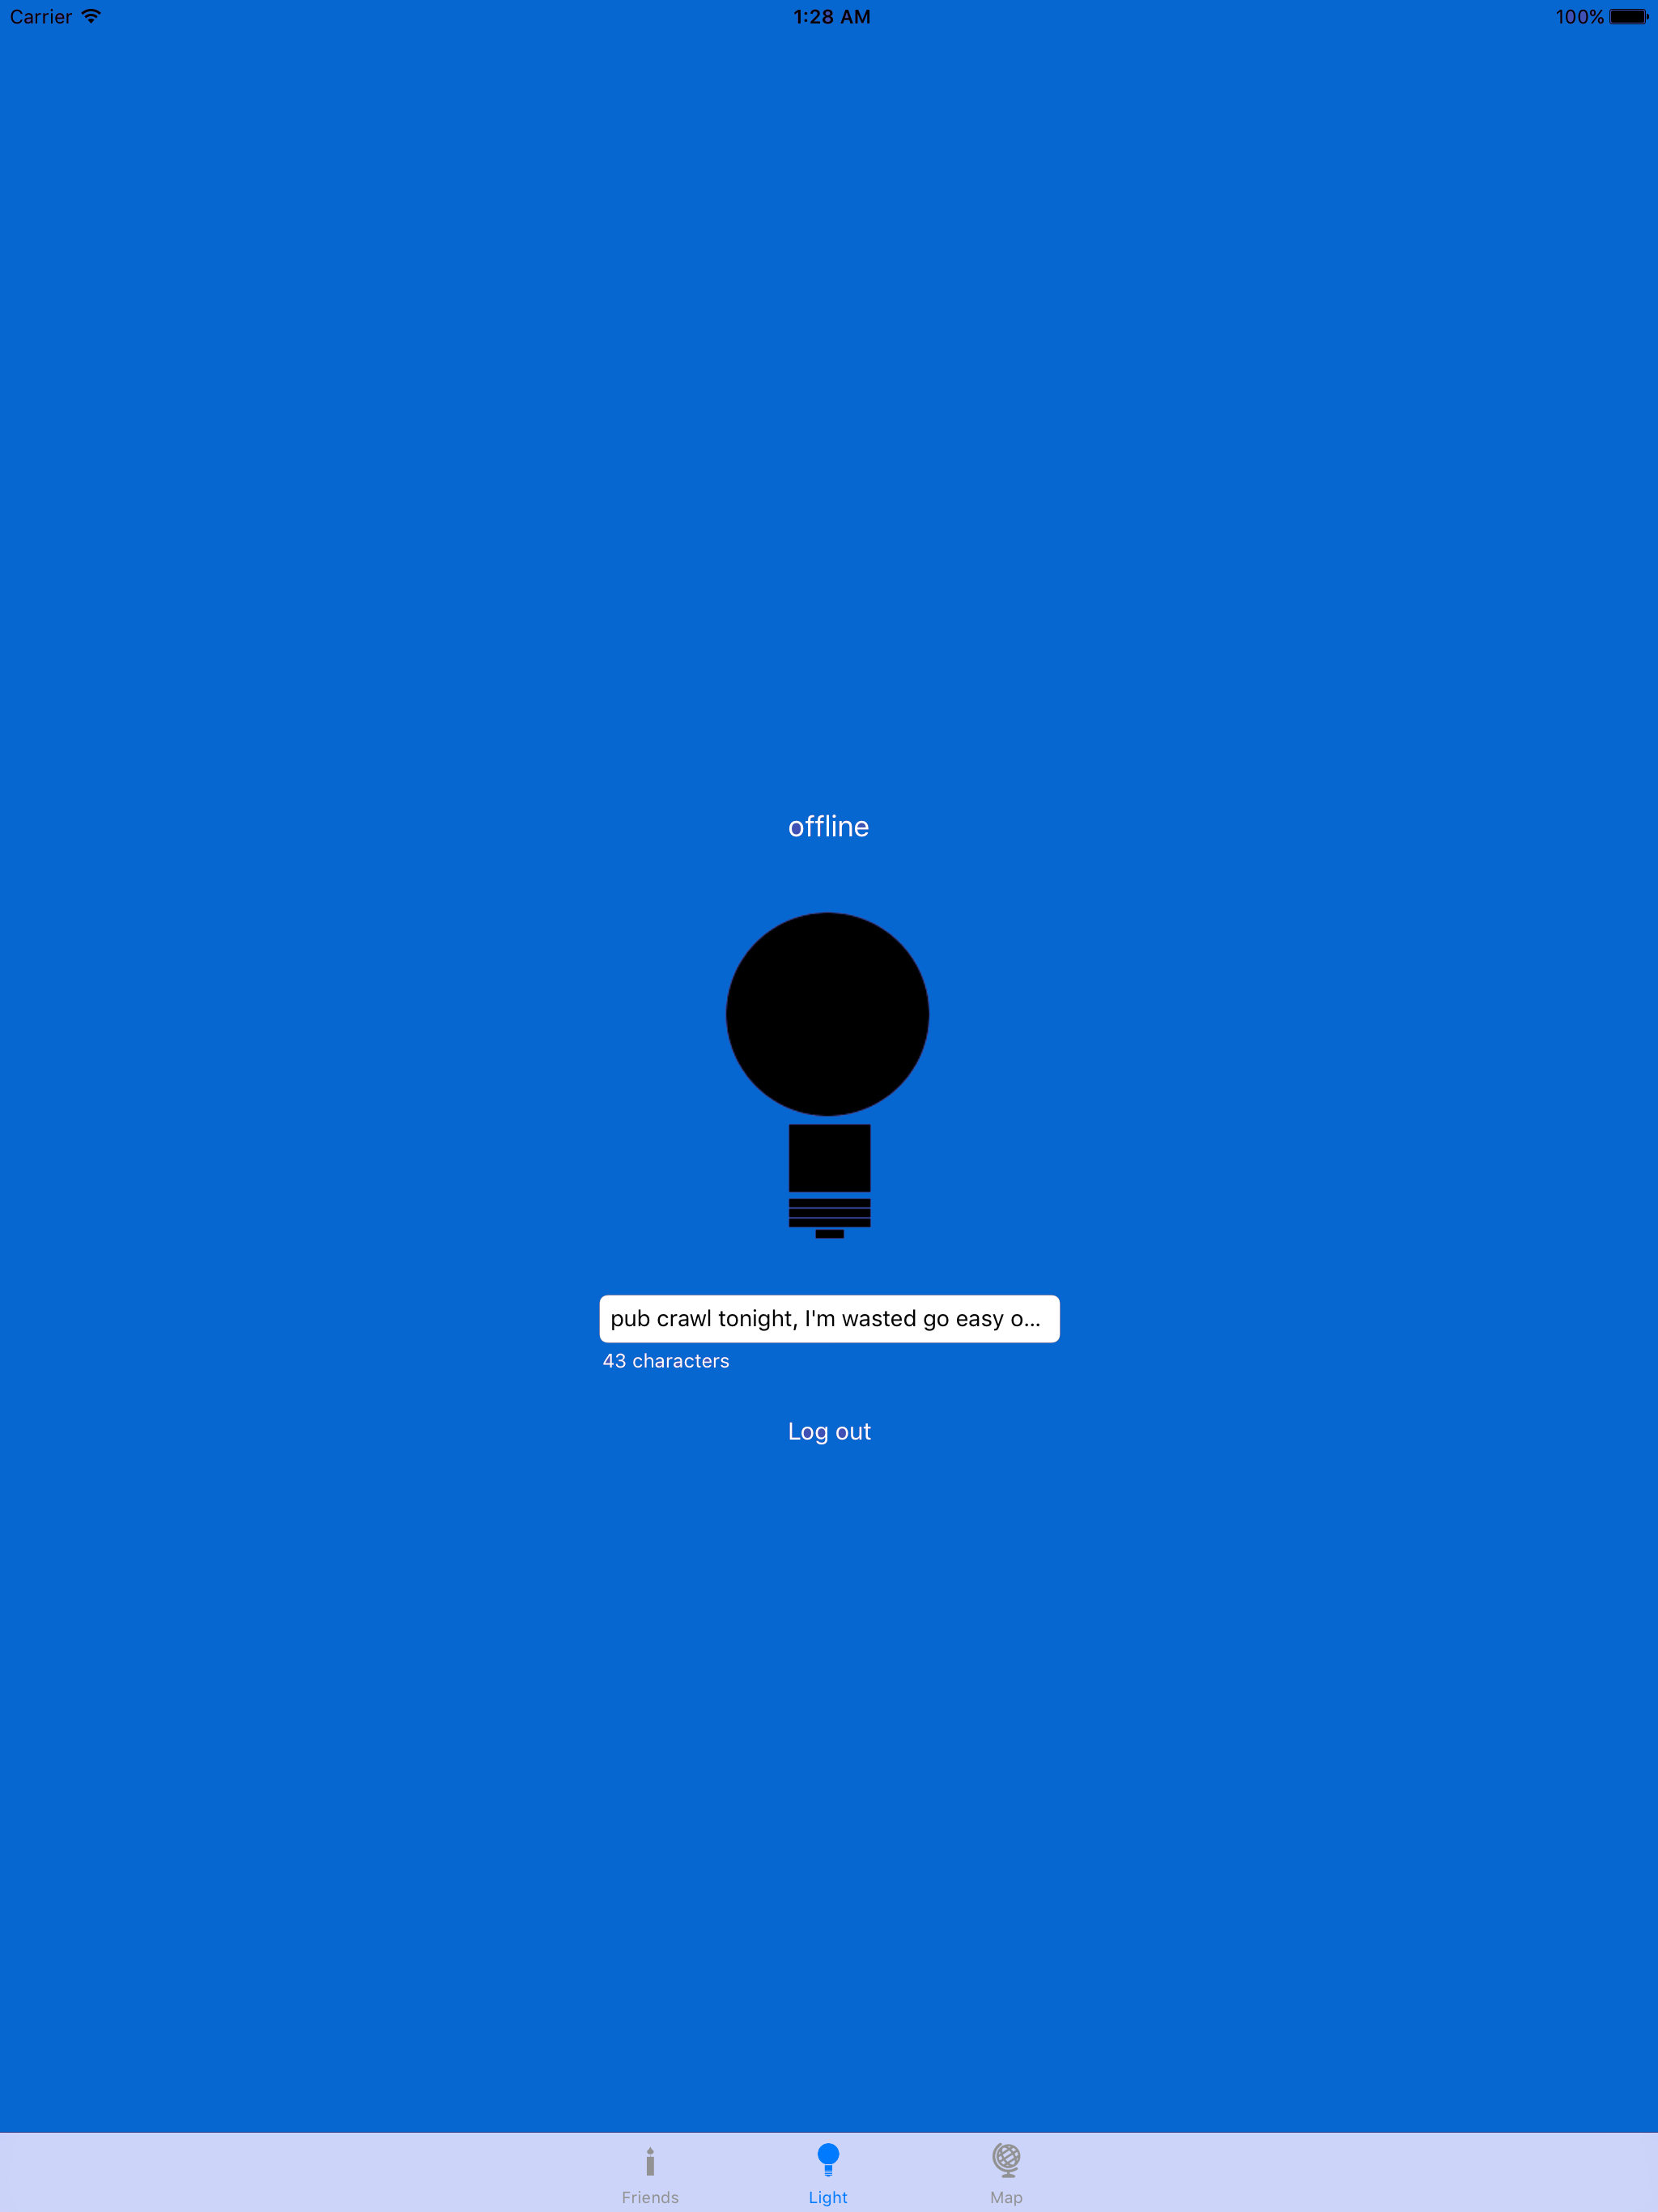 Carrier 1:28 AM 100%
offline
pub crawl tonight, I'm wasted go easy o...
43 characters
Log out
Friends Light Map